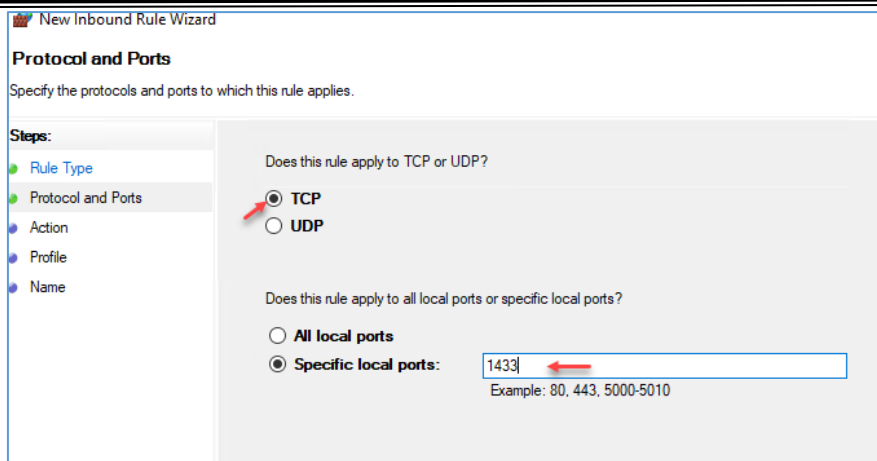 New Inbound Rule Wizard
Protocol and Ports
Specify the protocols and ports to which this rule applies.
Steps:
Rule Type
Protocol and Ports
Action
Profile
Name
Does this rule apply to TCP or UDP?
TCP
UDP
Does this rule apply to all local ports or specific local ports?
All local ports
Specific local ports:
1433
Example: 80, 443, 5000-5010